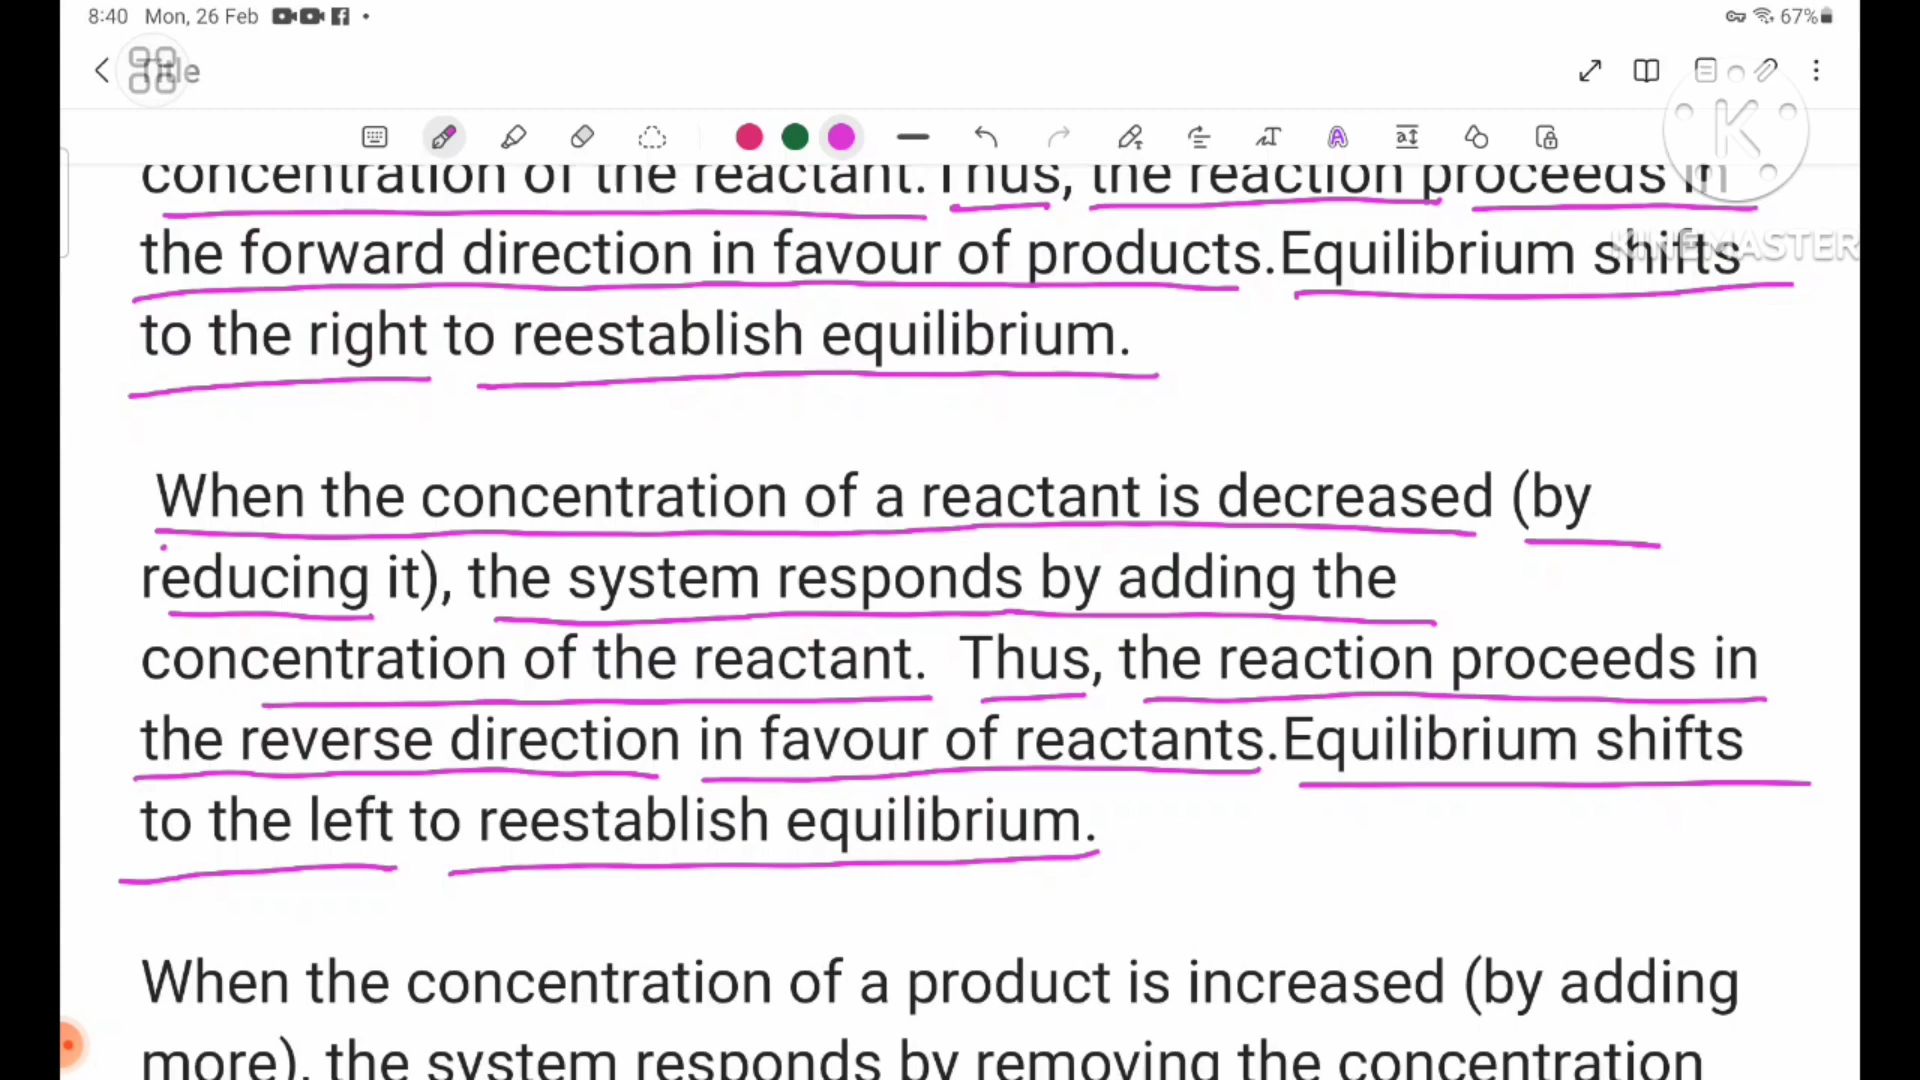 8:40 Mon, 26 Feb 67%
Title
concentration of the reactant. Thus, the reaction proceeds in
the forward direction in favour of products.Equilibrium shifts
KINEMASTER
to the right to reestablish equilibrium.
When the concentration of a reactant is decreased (by
reducing it), the system responds by adding the
concentration of the reactant. Thus, the reaction proceeds in
the reverse direction in favour of reactants.Equilibrium shifts
to the left to reestablish equilibrium.
When the concentration of a product is increased (by adding
more), the system responds by removing the concentration